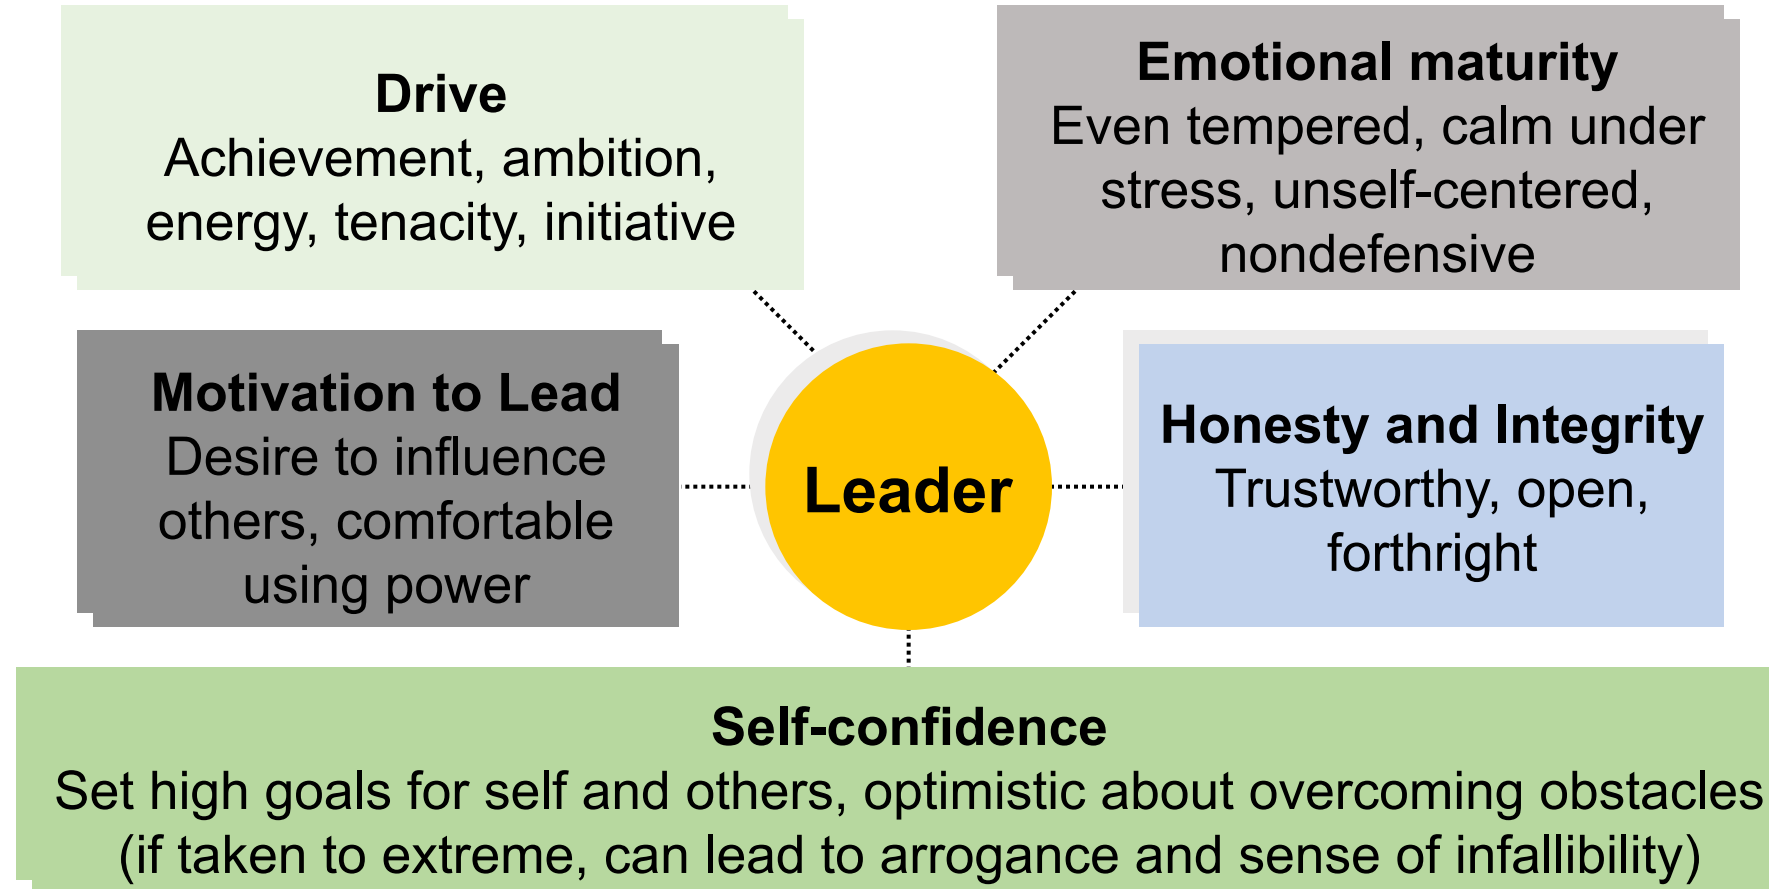 Drive
Achievement, ambition,
energy, tenacity, initiative
Emotional maturity
Even tempered, calm under
stress, unself-centered,
nondefensive
Motivation to Lead
Desire to influence
others, comfortable
using power
Leader
Honesty and Integrity
Trustworthy, open,
forthright
Self-confidence
Set high goals for self and others, optimistic about overcoming obstacles
(if taken to extreme, can lead to arrogance and sense of infallibility)